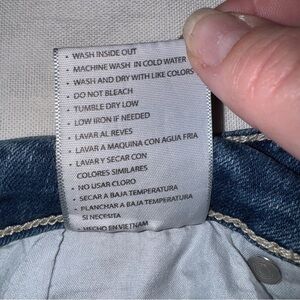 • WASH INSIDE OUT
• MACHINE WASH IN COLD WATER
• WASH AND DRY WITH LIKE COLORS
• DO NOT BLEACH
• TUMBLE DRY LOW
• LOW IRON IF NEEDED
• LAVAR AL REVES
• LAVAR A MAQUINA CON AGUA FRIA
• LAVAR Y SECAR CON
COLORES SIMILARES
• NO USAR CLORO
• SECAR A BAJA TEMPERATURA
• PLANCHAR A BAJA TEMPERATURA
SI NECESITA
HECHO EN VIETNAM